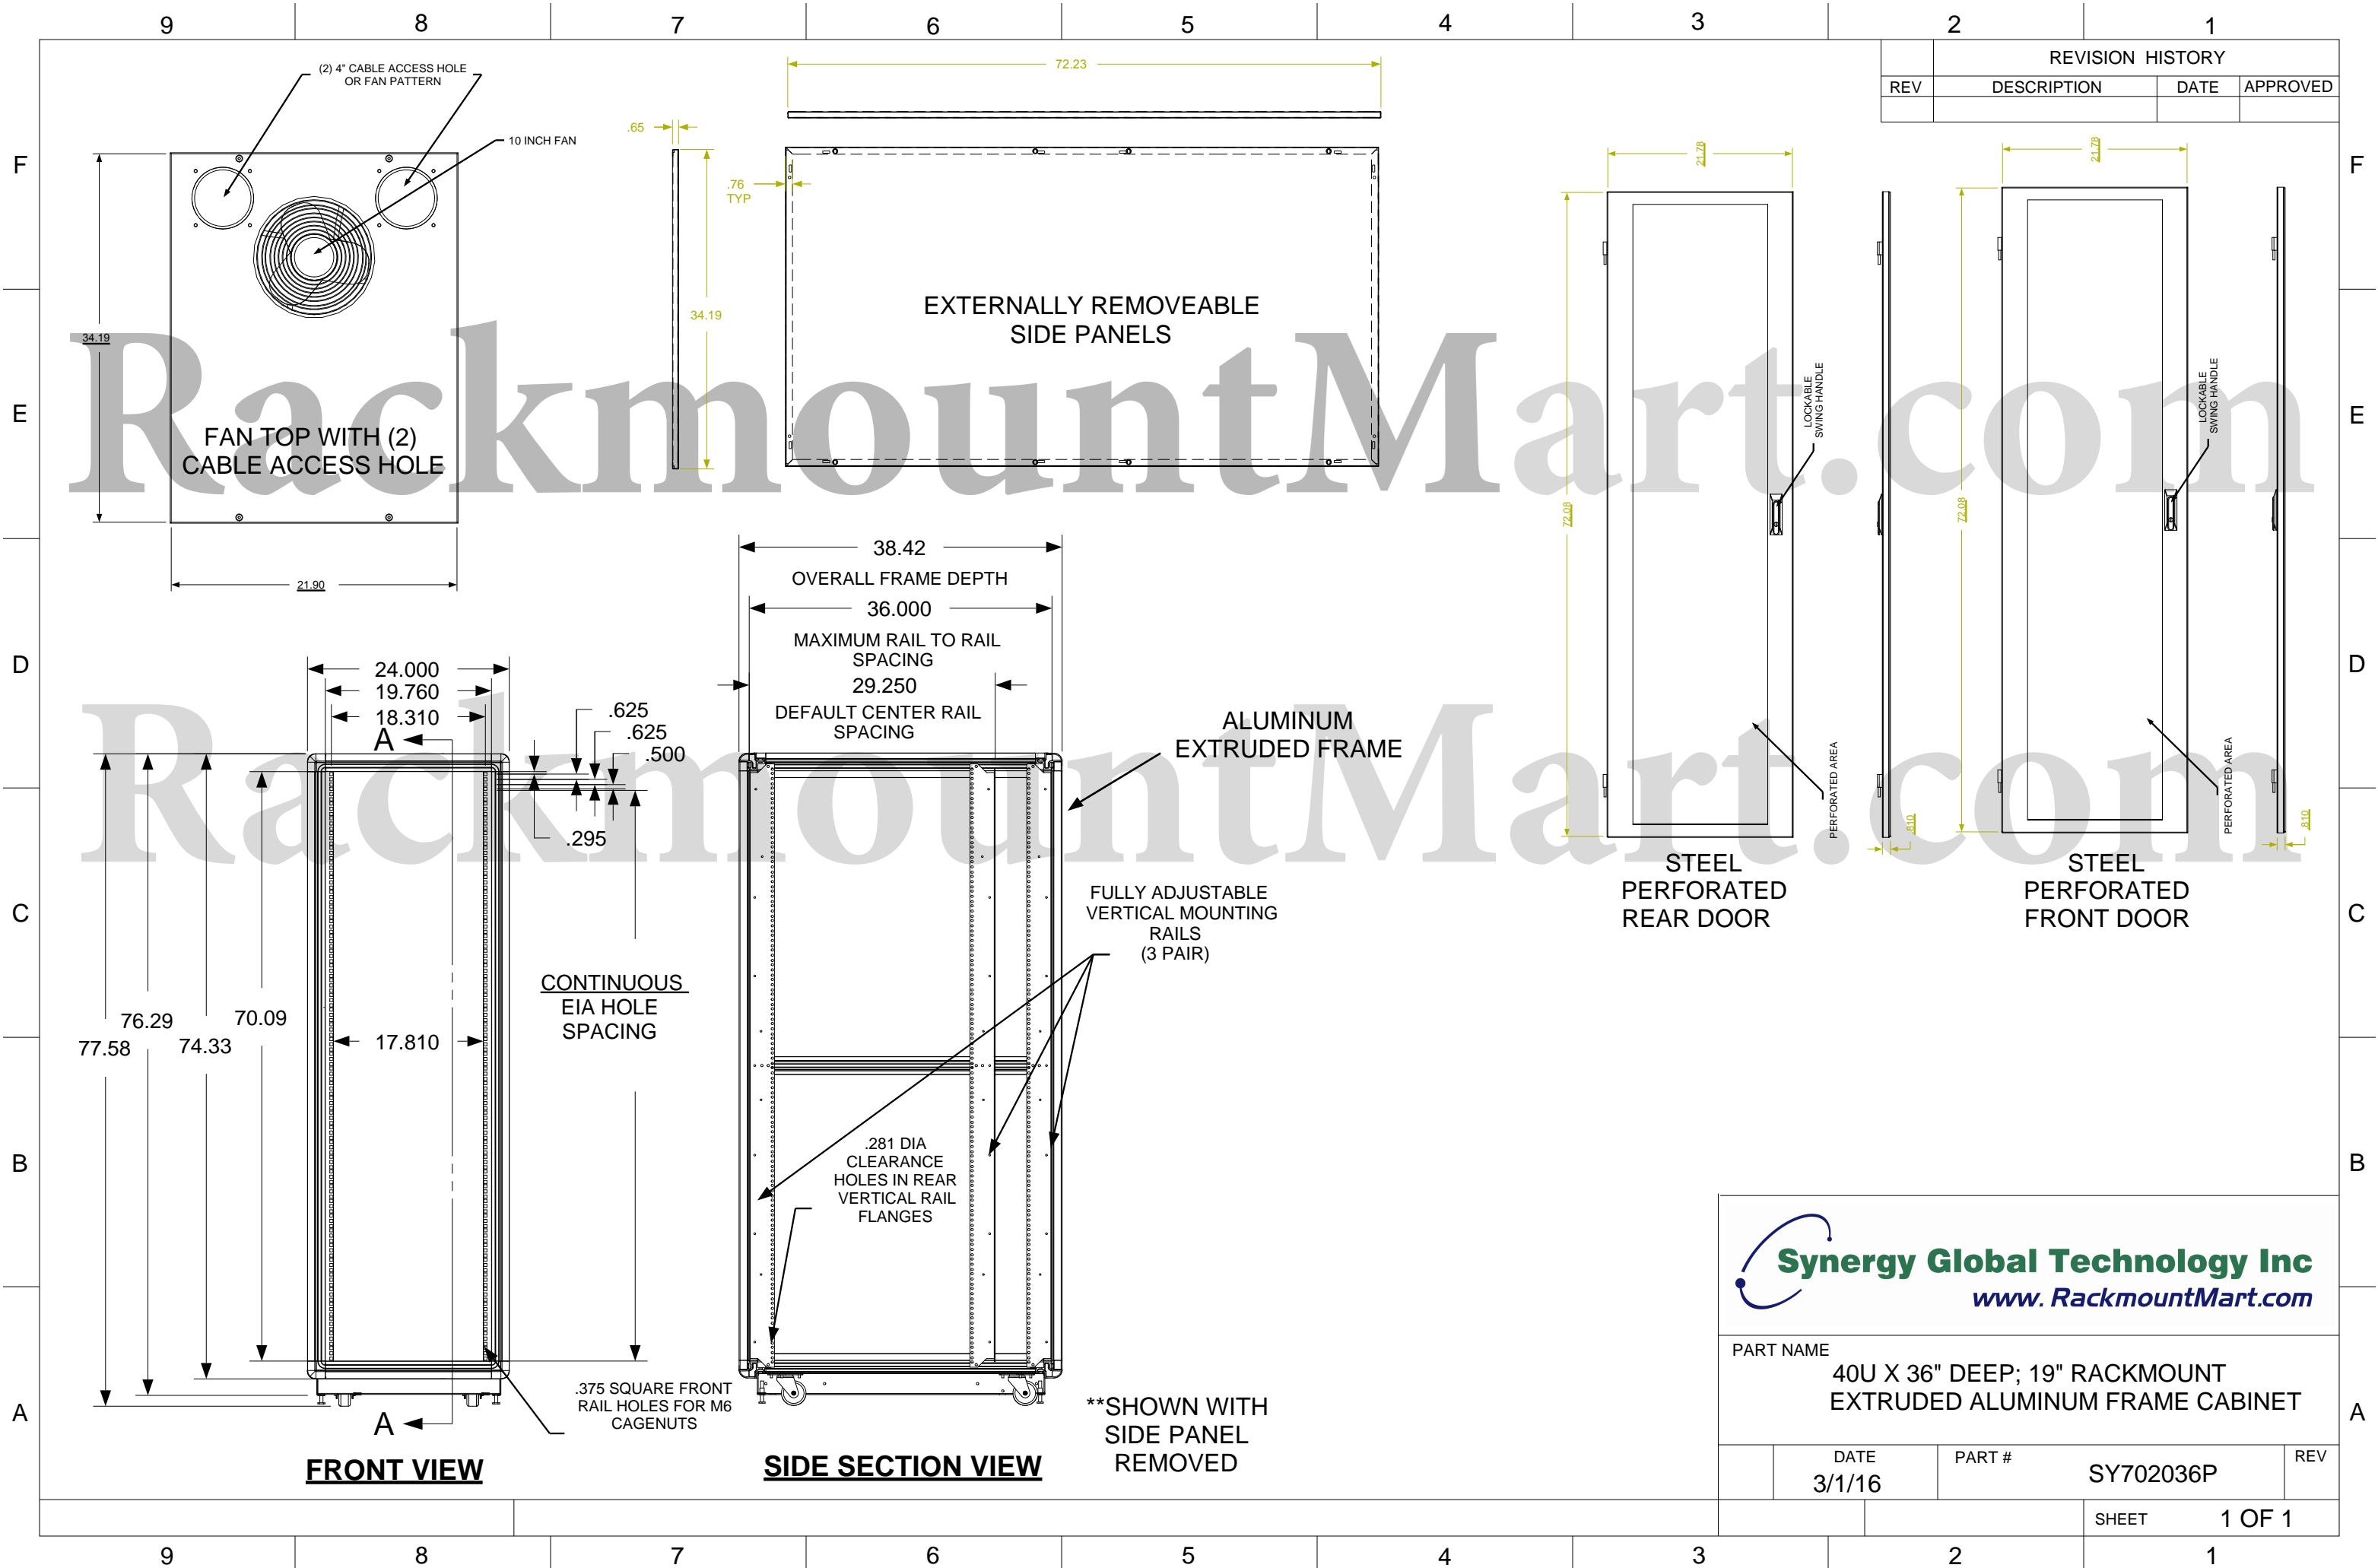 9 8 7 6 5 4 3 2 1
REVISION HISTORY
REV DESCRIPTION DATE APPROVED
F
E
D
C
B
A
F
E
D
C
B
A
(2) 4" CABLE ACCESS HOLE
OR FAN PATTERN
10 INCH FAN
34.19
FAN TOP WITH (2)
CABLE ACCESS HOLE
21.90
72.23
.65
34.19
.76
TYP
EXTERNALLY REMOVEABLE
SIDE PANELS
21.78
72.08
LOCKABLE
SWING HANDLE
PERFORATED AREA
.810
STEEL
PERFORATED
REAR DOOR
21.78
72.08
LOCKABLE
SWING HANDLE
PERFORATED AREA
.810
STEEL
PERFORATED
FRONT DOOR
RackmountMart.com
RackmountMart.com
24.000
19.760
18.310
A
.625
.625
.500
.295
77.58
76.29
74.33
70.09
17.810
CONTINUOUS
EIA HOLE
SPACING
.375 SQUARE FRONT
RAIL HOLES FOR M6
CAGENUTS
A
FRONT VIEW
38.42
OVERALL FRAME DEPTH
36.000
MAXIMUM RAIL TO RAIL
SPACING
29.250
DEFAULT CENTER RAIL
SPACING
ALUMINUM
EXTRUDED FRAME
FULLY ADJUSTABLE
VERTICAL MOUNTING
RAILS
(3 PAIR)
.281 DIA
CLEARANCE
HOLES IN REAR
VERTICAL RAIL
FLANGES
SIDE SECTION VIEW
**SHOWN WITH
SIDE PANEL
REMOVED
Synergy Global Technology Inc
www.RackmountMart.com
PART NAME
40U X 36" DEEP; 19" RACKMOUNT
EXTRUDED ALUMINUM FRAME CABINET
DATE
3/1/16
PART #
SY702036P
REV
SHEET 1 OF 1
9 8 7 6 5 4 3 2 1